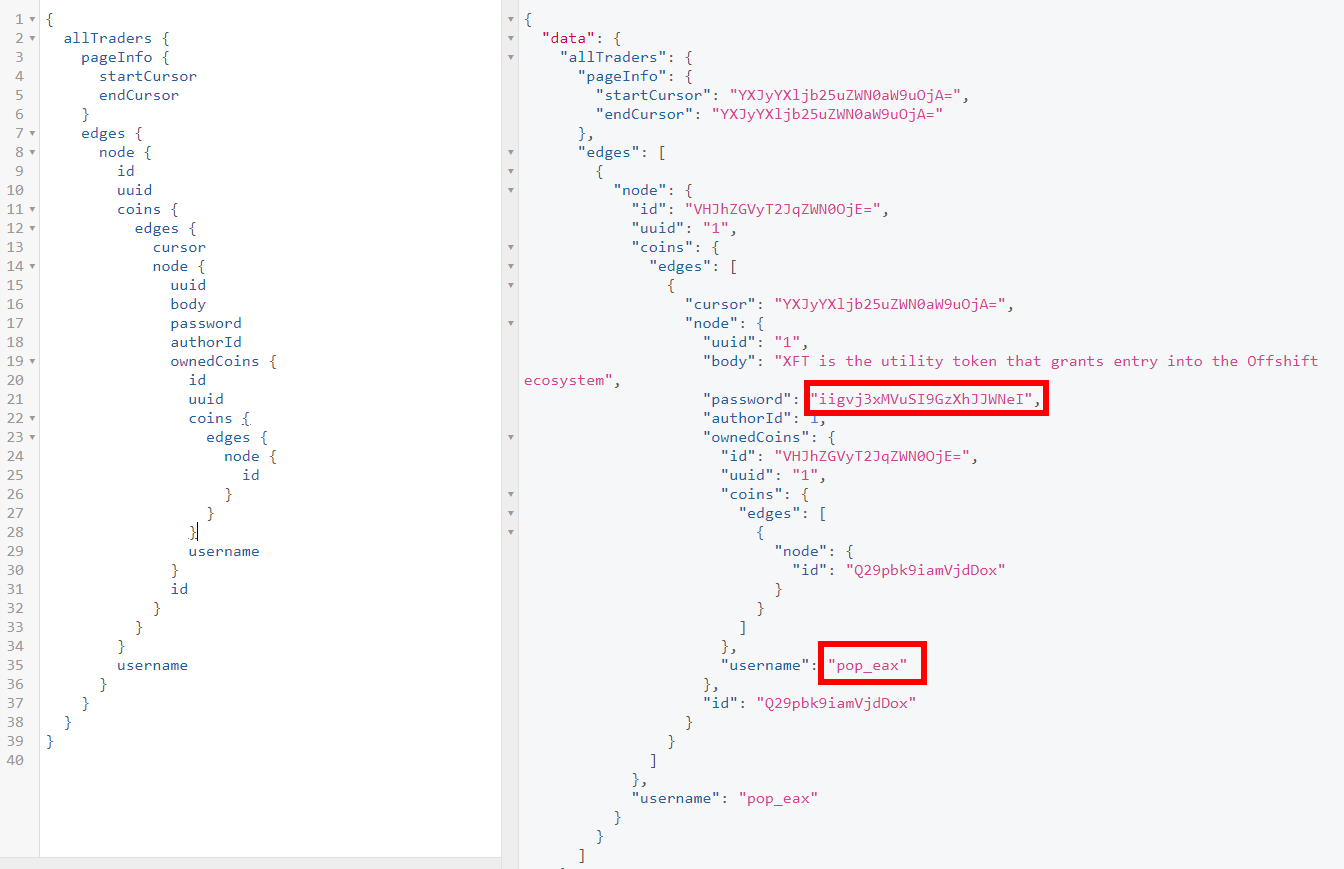 1 {
2 allTraders {
3 pageInfo {
4 startCursor
5 endCursor
6 }
7 edges {
8 node {
9 id
10 uuid
11 coins {
12 edges {
13 cursor
14 node {
15 uuid
16 body
17 password
18 authorId
19 ownedCoins {
20 id
21 uuid
22 coins {
23 edges {
24 node {
25 id
26 }
27 }
28 }
29 username
30 }
31 id
32 }
33 }
34 }
35 username
36 }
37 }
38 }
39 }
40
{
"data": {
"allTraders": {
"pageInfo": {
"startCursor": "YXJyYXljb25uZWN0aW9uOjA=",
"endCursor": "YXJyYXljb25uZWN0aW9uOjA="
},
"edges": [
{
"node": {
"id": "VHJhZGVyT2JqZWN0OjE=",
"uuid": "1",
"coins": {
"edges": [
{
"cursor": "YXJyYXljb25uZWN0aW9uOjA=",
"node": {
"uuid": "1",
"body": "XFT is the utility token that grants entry into the Offshift
ecosystem",
"password": "iigvj3xMVuSI9GzXhJJWNeI",
"authorId": 1,
"ownedCoins": {
"id": "VHJhZGVyT2JqZWN0OjE=",
"uuid": "1",
"coins": {
"edges": [
{
"node": {
"id": "Q29pbk9iamVjdDox"
}
}
]
},
"username": "pop_eax"
},
"id": "Q29pbk9iamVjdDox"
}
}
]
},
"username": "pop_eax"
}
}
]